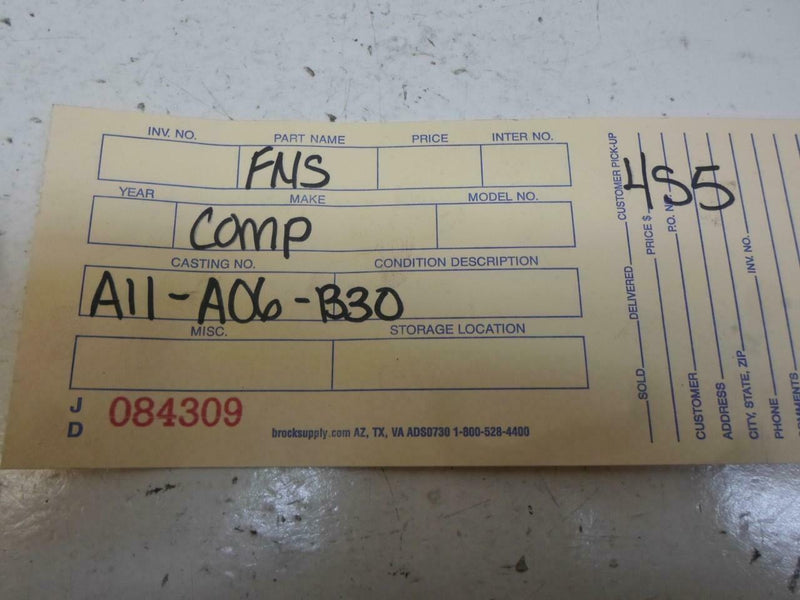 INV. NO. PART NAME PRICE INTER NO.
FNS
YEAR MAKE MODEL NO.
Comp
CASTING NO. CONDITION DESCRIPTION
A11-A06-B30
MISC. STORAGE LOCATION
J D 084309
brocksupply.com AZ, TX, VA ADS0730 1-800-528-4400
SOLD DELIVERED CUSTOMER PICK-UP
PRICE $
P.O. N
455
CUSTOMER
ADDRESS
CITY, STATE, ZIP INV. NO.
PHONE